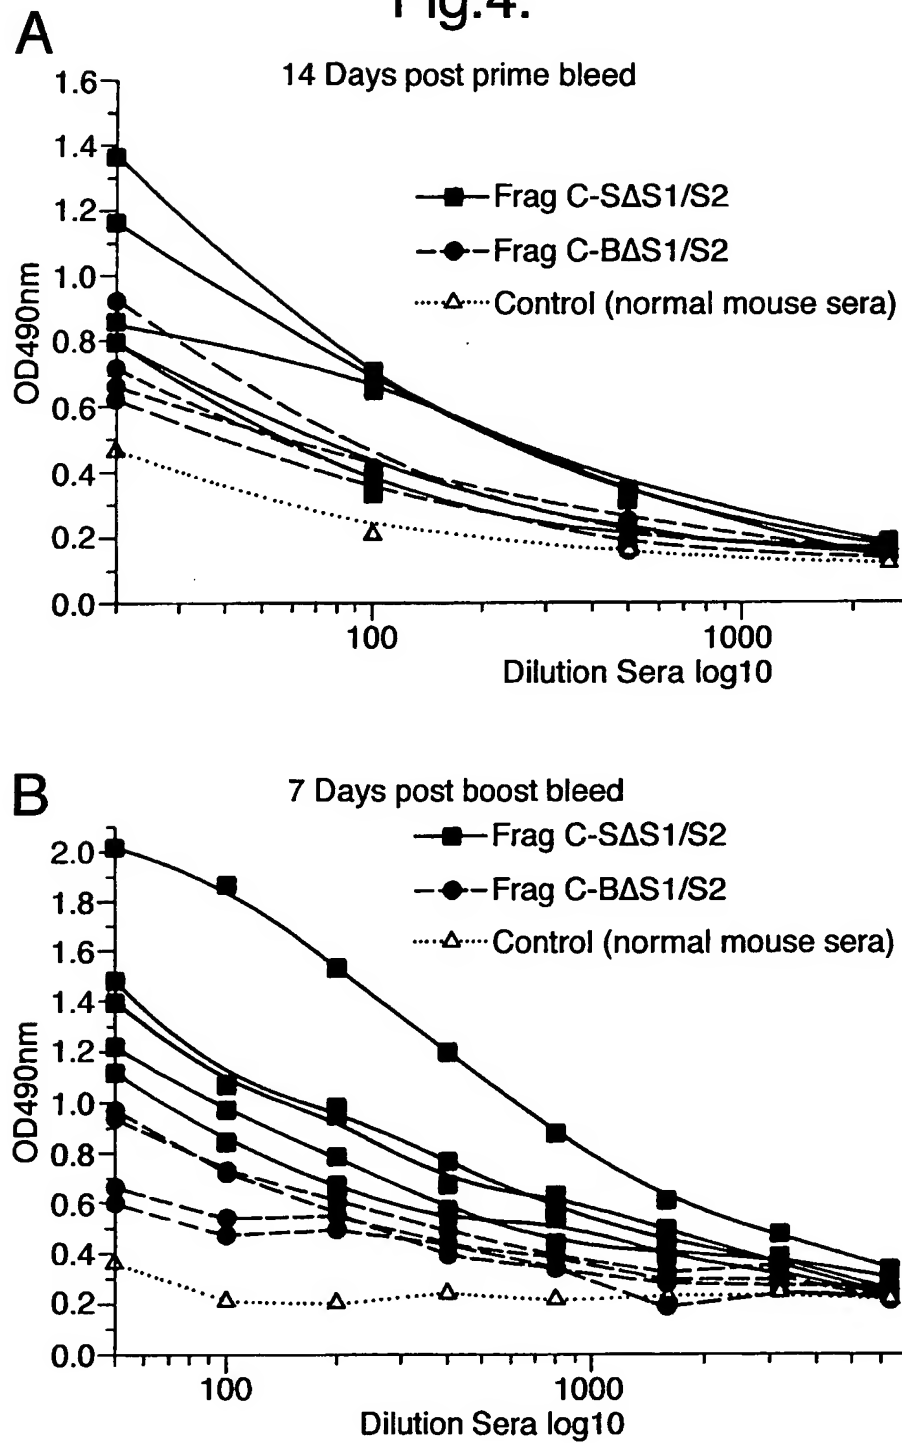 Fig.4.
A
14 Days post prime bleed
1.6
1.4
1.2
1.0
0.8
0.6
0.4
0.2
0.0
OD490nm
Frag C-SΔS1/S2
Frag C-BΔS1/S2
Control (normal mouse sera)
100
1000
Dilution Sera log10
B
7 Days post boost bleed
Frag C-SΔS1/S2
Frag C-BΔS1/S2
Control (normal mouse sera)
2.0
1.8
1.6
1.4
1.2
1.0
0.8
0.6
0.4
0.2
0.0
OD490nm
100
1000
Dilution Sera log10